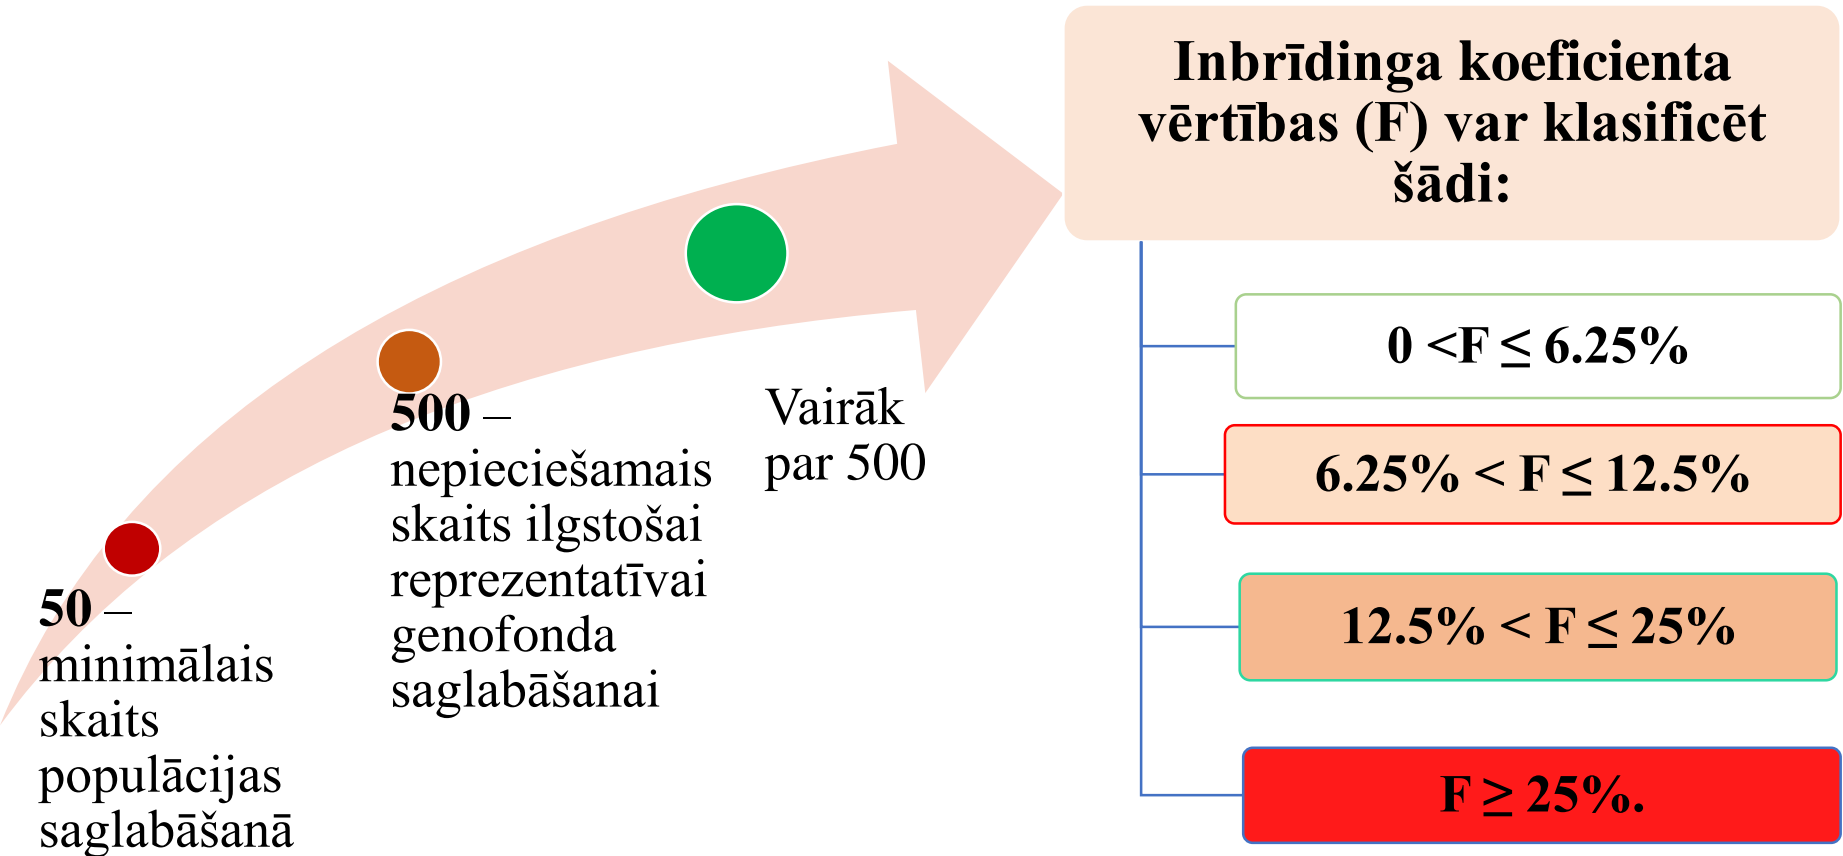 50 –
minimālais
skaits
populācijas
saglabāšanā
500 –
nepieciešamais
skaits ilgstošai
reprezentatīvai
genofonda
saglabāšanai
Vairāk
par 500
Inbrīdinga koeficienta
vērtības (F) var klasificēt
šādi:
0 <F ≤ 6.25%
6.25% < F ≤ 12.5%
12.5% < F ≤ 25%
F ≥ 25%.